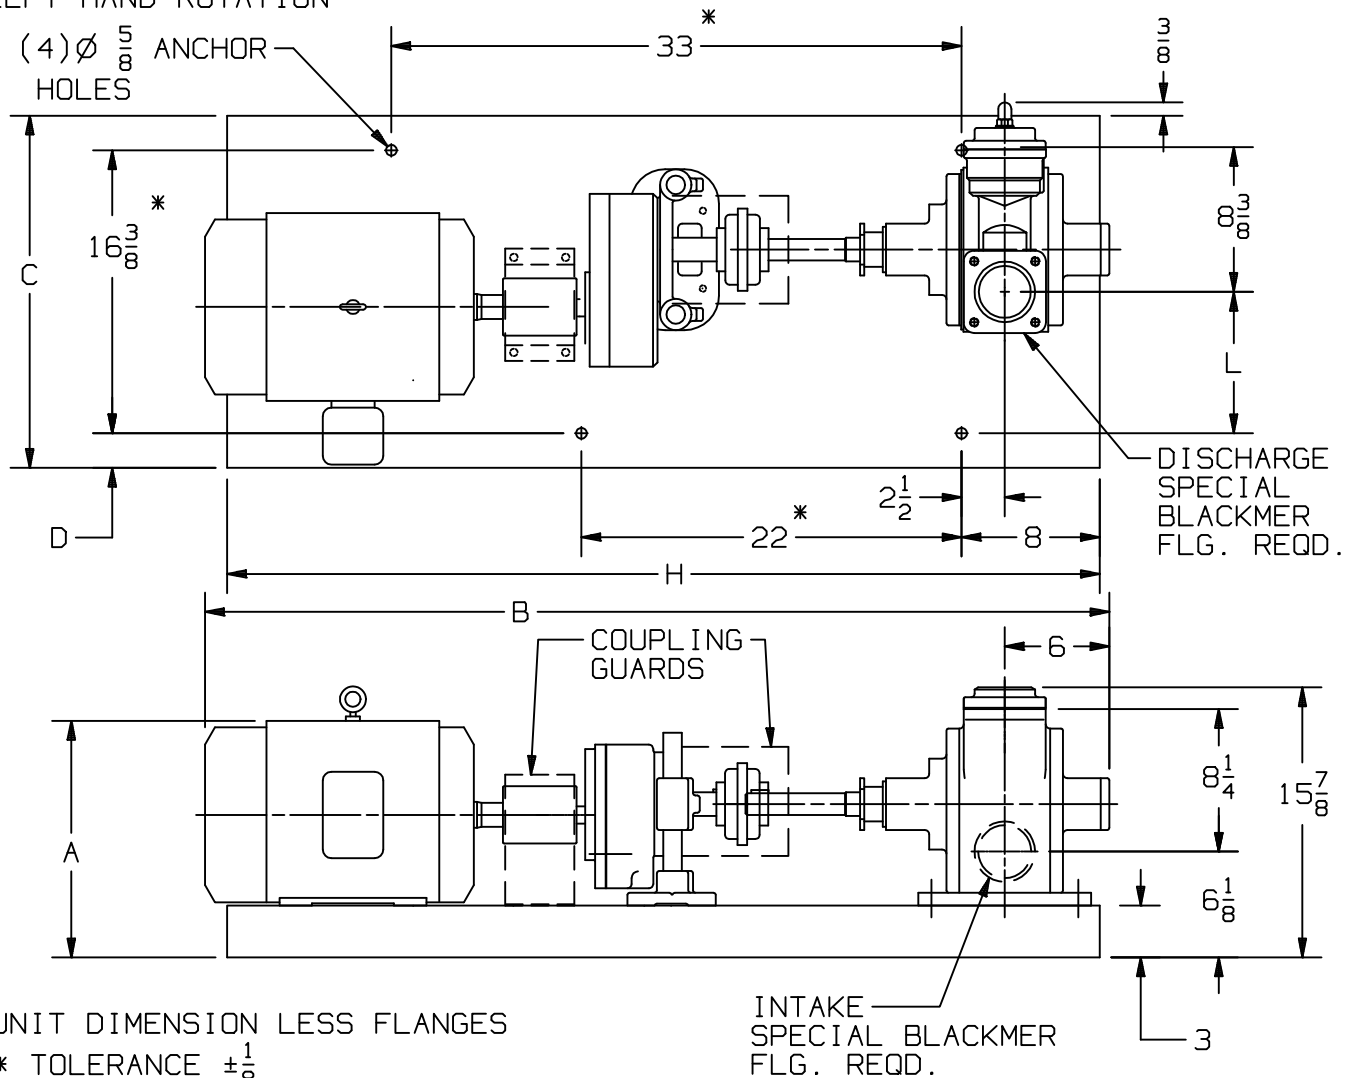 LEFT HAND ROTATION
(4)Ø 5/8 ANCHOR
HOLES
33*
3/8
16 3/8 *
C
8 3/8
L
D
2 1/2
22*
8
DISCHARGE
SPECIAL
BLACKMER
FLG. REQD.
H
B
COUPLING
GUARDS
6
A
8 1/4
15 7/8
6 1/8
3
INTAKE
SPECIAL BLACKMER
FLG. REQD.
UNIT DIMENSION LESS FLANGES
* TOLERANCE ±1/8